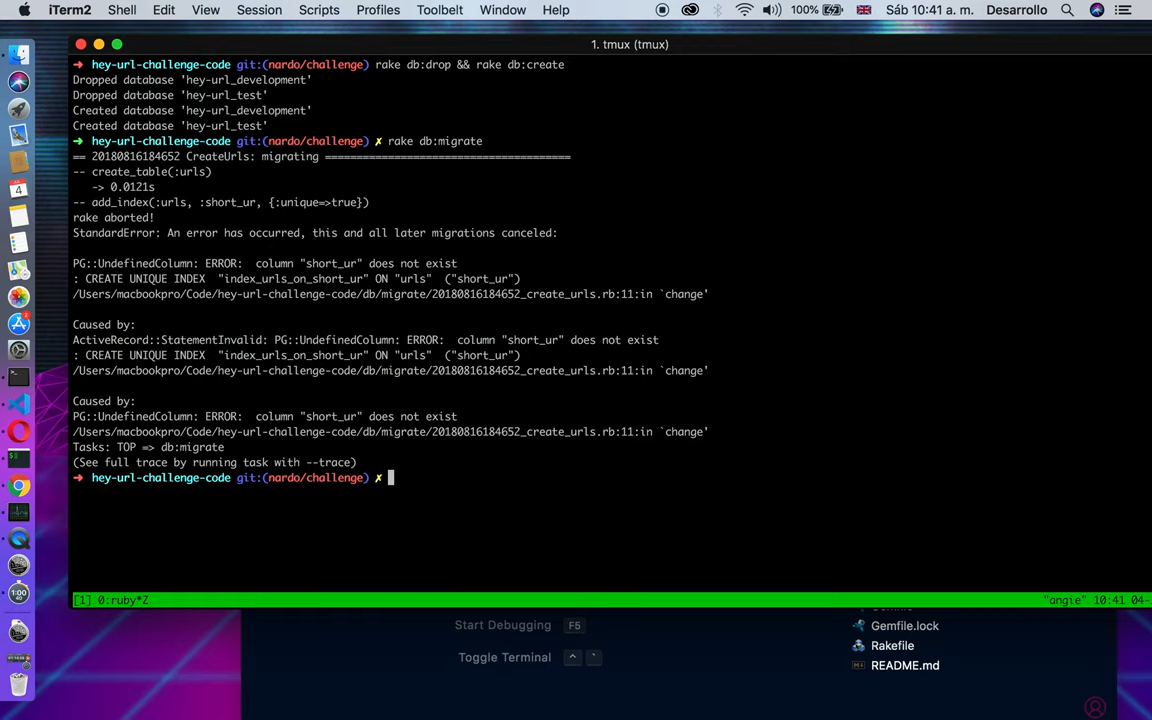 iTerm2 Shell Edit View Session Scripts Profiles Toolbelt Window Help 100% Sáb 10:41 a. m. Desarrollo
1. tmux (tmux)
➜ hey-url-challenge-code git:(nardo/challenge) rake db:drop && rake db:create
Dropped database 'hey-url_development'
Dropped database 'hey-url_test'
Created database 'hey-url_development'
Created database 'hey-url_test'
➜ hey-url-challenge-code git:(nardo/challenge) ✗ rake db:migrate
== 20180816184652 CreateUrls: migrating =======================================
-- create_table(:urls)
-> 0.0121s
-- add_index(:urls, :short_ur, {:unique=>true})
rake aborted!
StandardError: An error has occurred, this and all later migrations canceled:
PG::UndefinedColumn: ERROR:  column "short_ur" does not exist
: CREATE UNIQUE INDEX  "index_urls_on_short_ur" ON "urls"  ("short_ur")
/Users/macbookpro/Code/hey-url-challenge-code/db/migrate/20180816184652_create_urls.rb:11:in `change'
Caused by:
ActiveRecord::StatementInvalid: PG::UndefinedColumn: ERROR:  column "short_ur" does not exist
: CREATE UNIQUE INDEX  "index_urls_on_short_ur" ON "urls"  ("short_ur")
/Users/macbookpro/Code/hey-url-challenge-code/db/migrate/20180816184652_create_urls.rb:11:in `change'
Caused by:
PG::UndefinedColumn: ERROR:  column "short_ur" does not exist
/Users/macbookpro/Code/hey-url-challenge-code/db/migrate/20180816184652_create_urls.rb:11:in `change'
Tasks: TOP => db:migrate
(See full trace by running task with --trace)
➜ hey-url-challenge-code git:(nardo/challenge) ✗
[1] 0:ruby*Z "angie" 10:41 04-
4
1:00
Start Debugging F5
Toggle Terminal ^ `
Gemfile.lock
Rakefile
README.md